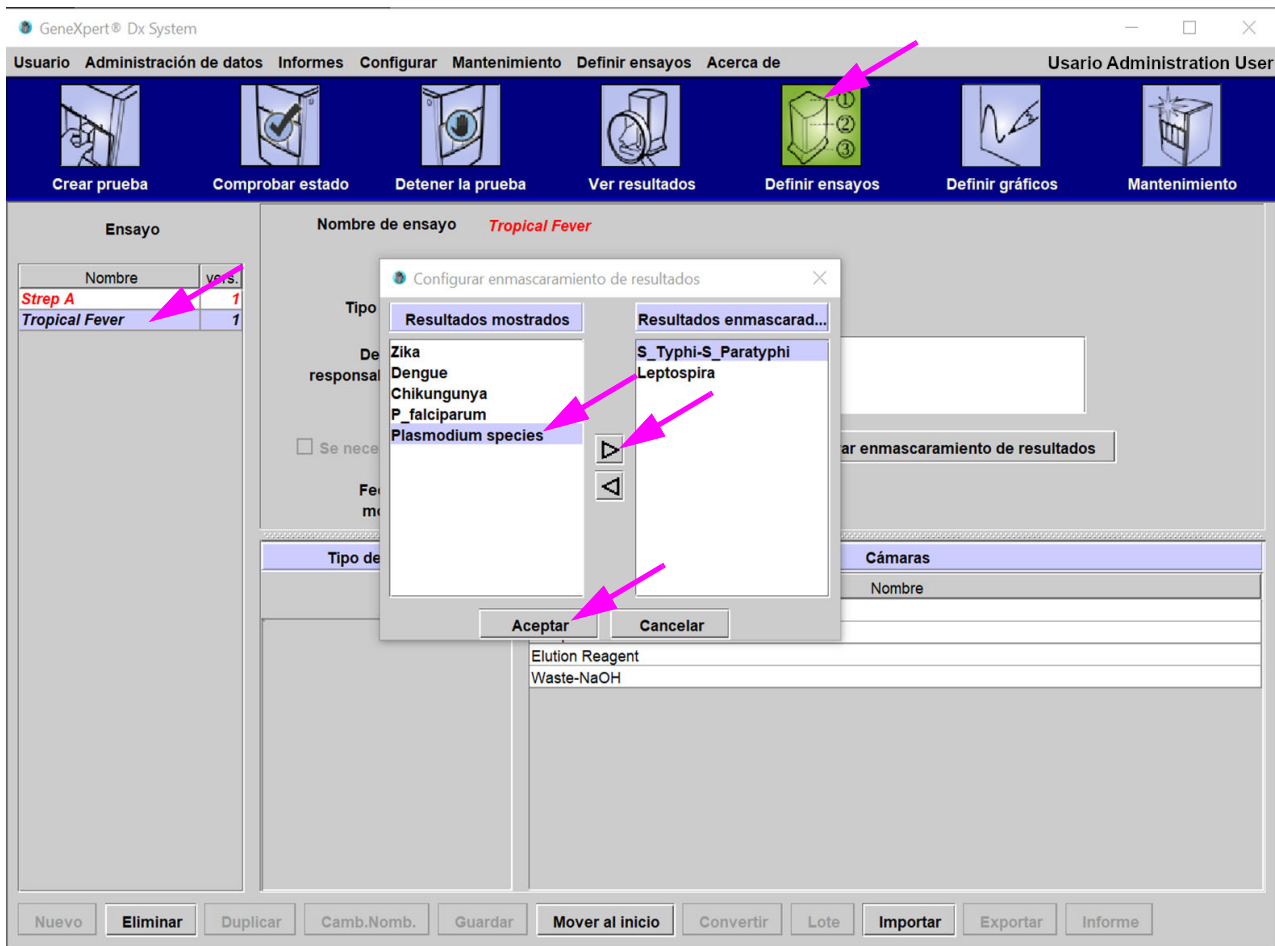 GeneXpert® Dx System
Usuario Administración de datos Informes Configurar Mantenimiento Definir ensayos Acerca de Usario Administration User
① ② ③
Crear prueba Comprobar estado Detener la prueba Ver resultados Definir ensayos Definir gráficos Mantenimiento
Ensayo
Nombre vers.
Strep A 1
Tropical Fever 1
Nombre de ensayo Tropical Fever
Configurar enmascaramiento de resultados
Tipo
De
responsal
Se nece
Fe
mo
Resultados mostrados
Zika
Dengue
Chikungunya
P_falciparum
Plasmodium species
Resultados enmascarad...
S_Typhi-S_Paratyphi
Leptospira
ar enmascaramiento de resultados
Aceptar Cancelar
Tipo de
Cámaras
Nombre
Elution Reagent
Waste-NaOH
Nuevo Eliminar Duplicar Camb.Nomb. Guardar Mover al inicio Convertir Lote Importar Exportar Informe